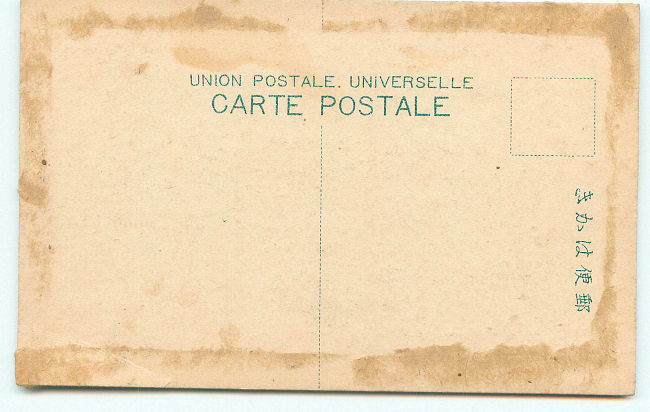 UNION POSTALE. UNIVERSELLE
CARTE POSTALE
郵便はかき